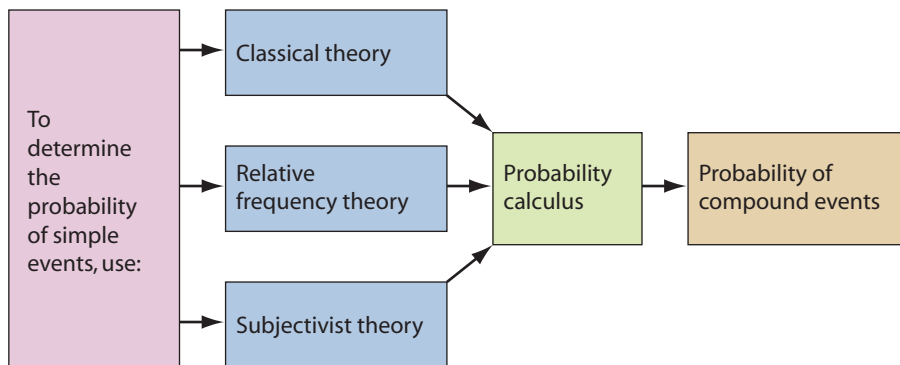 To
determine
the
probability
of simple
events, use:
Classical theory
Relative
frequency theory
Subjectivist theory
Probability
calculus
Probability of
compound events